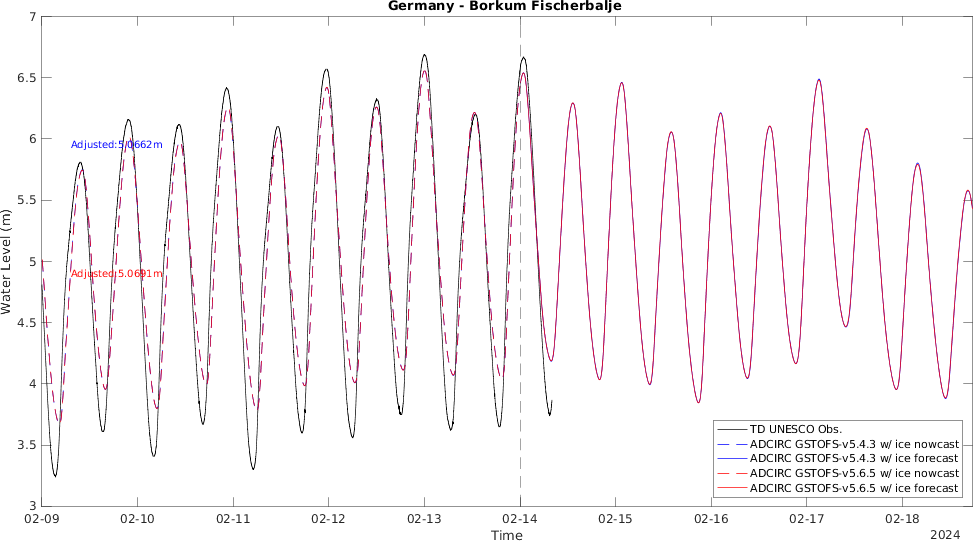 Germany - Borkum Fischerbalje
7
6.5
6
5.5
5
4.5
4
3.5
3
Water Level (m)
Adjusted:5.0662m
Adjusted:5.0691m
TD UNESCO Obs.
ADCIRC GSTOFS-v5.4.3 w/ ice nowcast
ADCIRC GSTOFS-v5.4.3 w/ ice forecast
ADCIRC GSTOFS-v5.6.5 w/ ice nowcast
ADCIRC GSTOFS-v5.6.5 w/ ice forecast
02-09 02-10 02-11 02-12 02-13 02-14 02-15 02-16 02-17 02-18
Time
2024